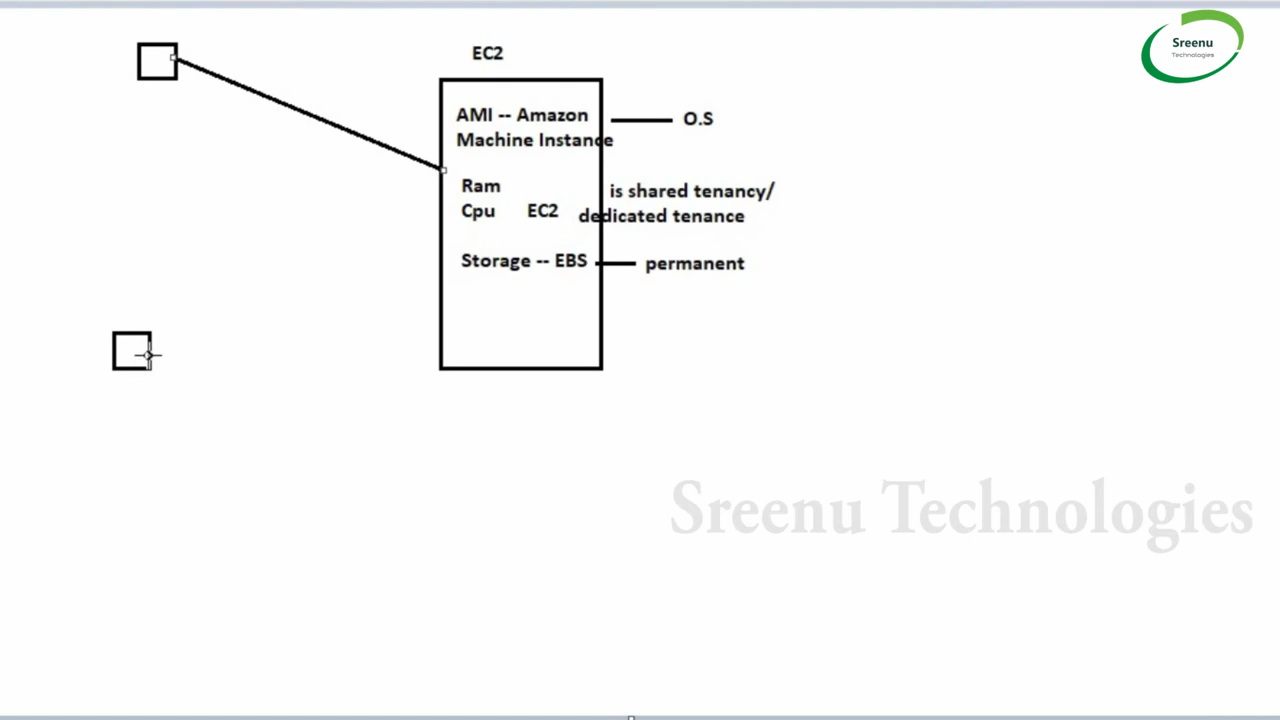 Sreenu
Technologies
EC2
AMI -- Amazon
Machine Instance
O.S
Ram
Cpu EC2
is shared tenancy/
dedicated tenance
Storage -- EBS
permanent
Sreenu Technologies